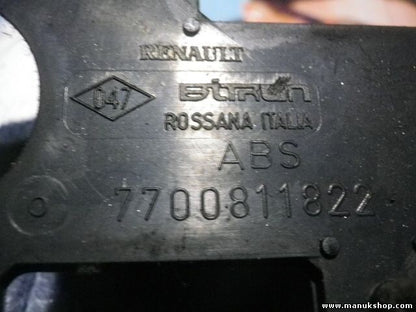 RENAULT
047 Bitron
ROSSANA ITALIA
ABS
7700811822
www.manukshop.com